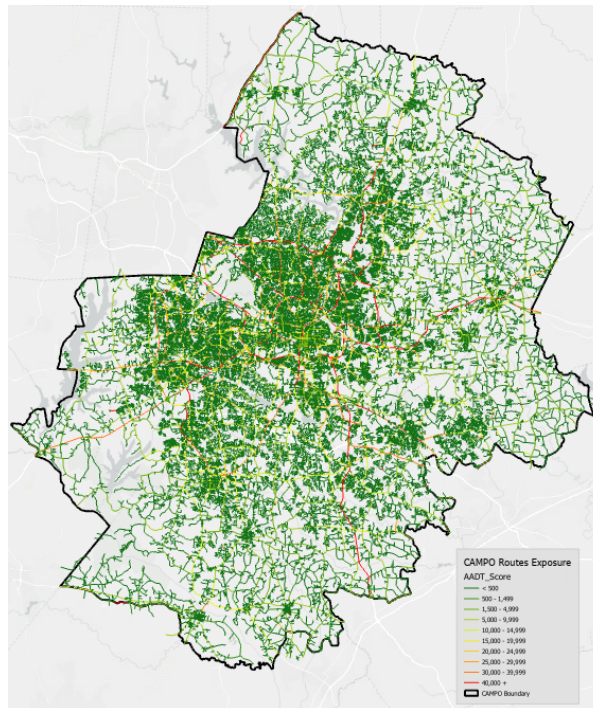 CAMPO Routes Exposure
AADT_Score
< 500
500 - 1,499
1,500 - 4,999
5,000 - 9,999
10,000 - 14,999
15,000 - 19,999
20,000 - 24,999
25,000 - 29,999
30,000 - 39,999
40,000 +
CAMPO Boundary